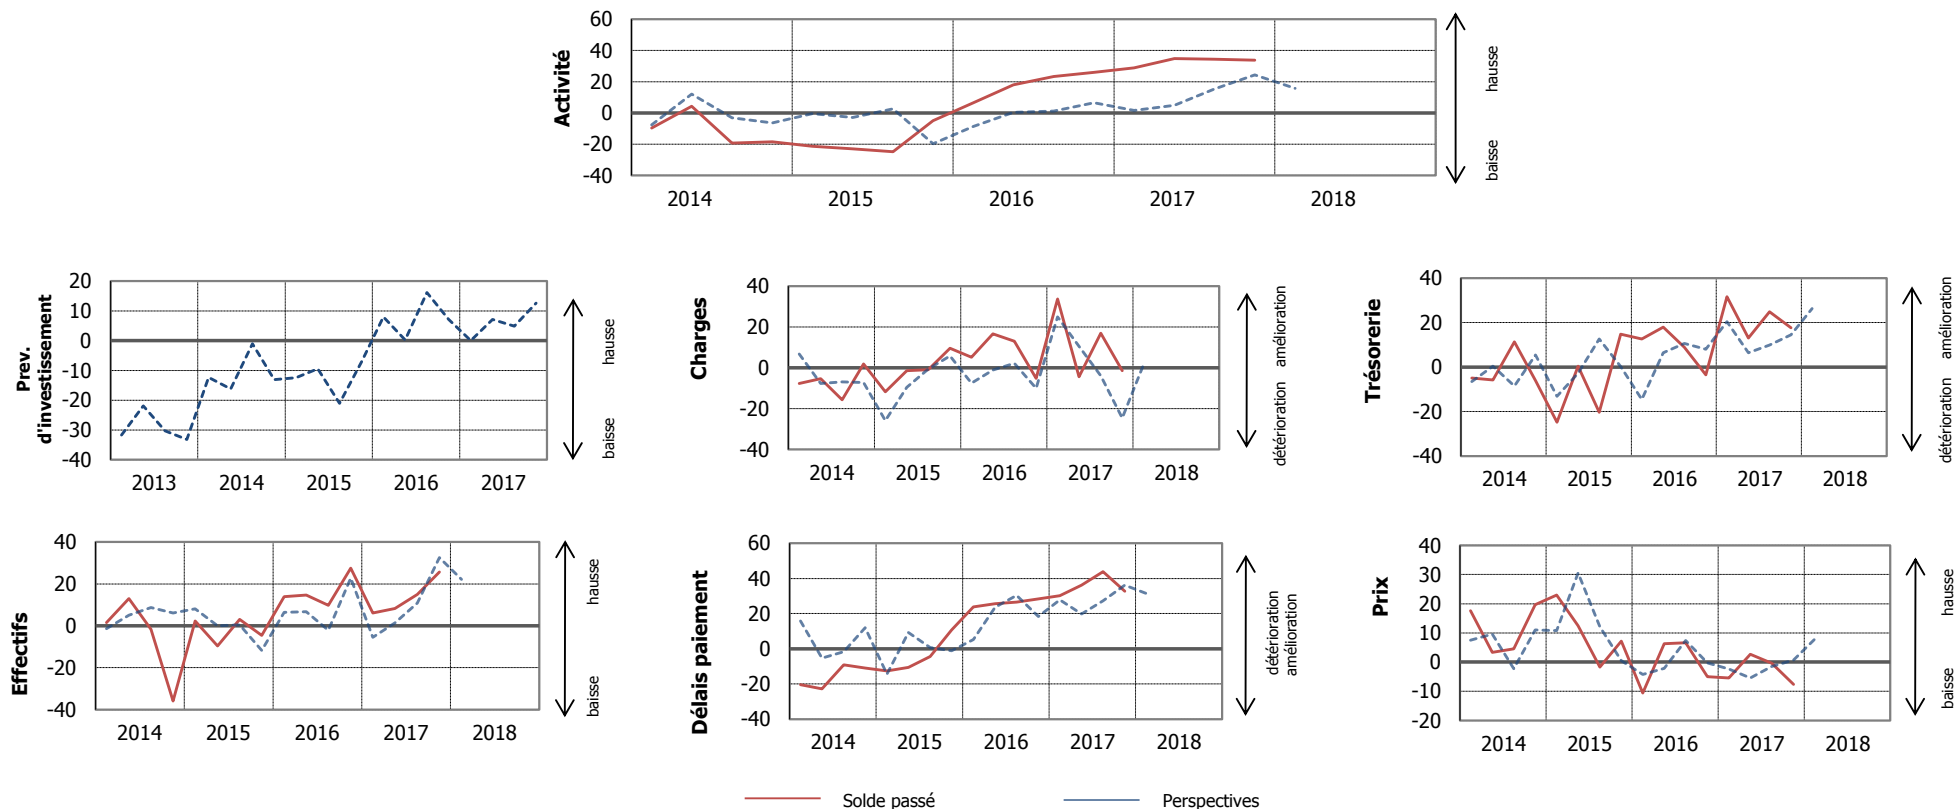 Activité
60
40
20
0
-20
-40
2014 2015 2016 2017 2018
hausse
baisse
Prev.
d'investissement
20
10
0
-10
-20
-30
-40
2013 2014 2015 2016 2017
hausse
baisse
Charges
40
20
0
-20
-40
2014 2015 2016 2017 2018
amélioration
détérioration
Trésorerie
40
20
0
-20
-40
2014 2015 2016 2017 2018
amélioration
détérioration
Effectifs
40
20
0
-20
-40
2014 2015 2016 2017 2018
hausse
baisse
Délais paiement
60
40
20
0
-20
-40
2014 2015 2016 2017 2018
détérioration
amélioration
Prix
40
30
20
10
0
-10
-20
2014 2015 2016 2017 2018
hausse
baisse
Solde passé Perspectives